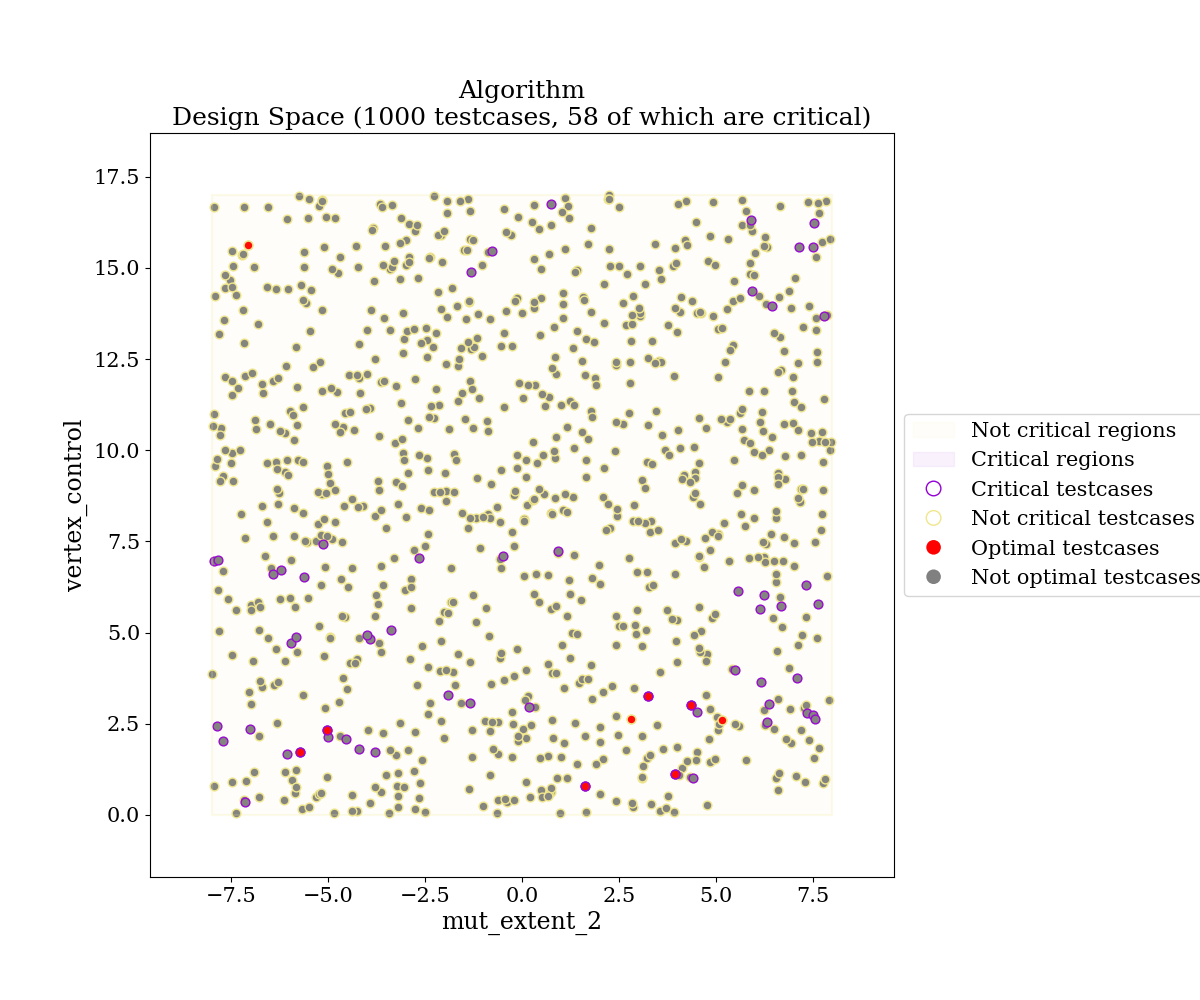 Algorithm
Design Space (1000 testcases, 58 of which are critical)
17.5
15.0
12.5
10.0
7.5
5.0
2.5
0.0
vertex_control
−7.5
−5.0
−2.5
0.0
2.5
5.0
7.5
mut_extent_2
Not critical regions
Critical regions
Critical testcases
Not critical testcases
Optimal testcases
Not optimal testcases